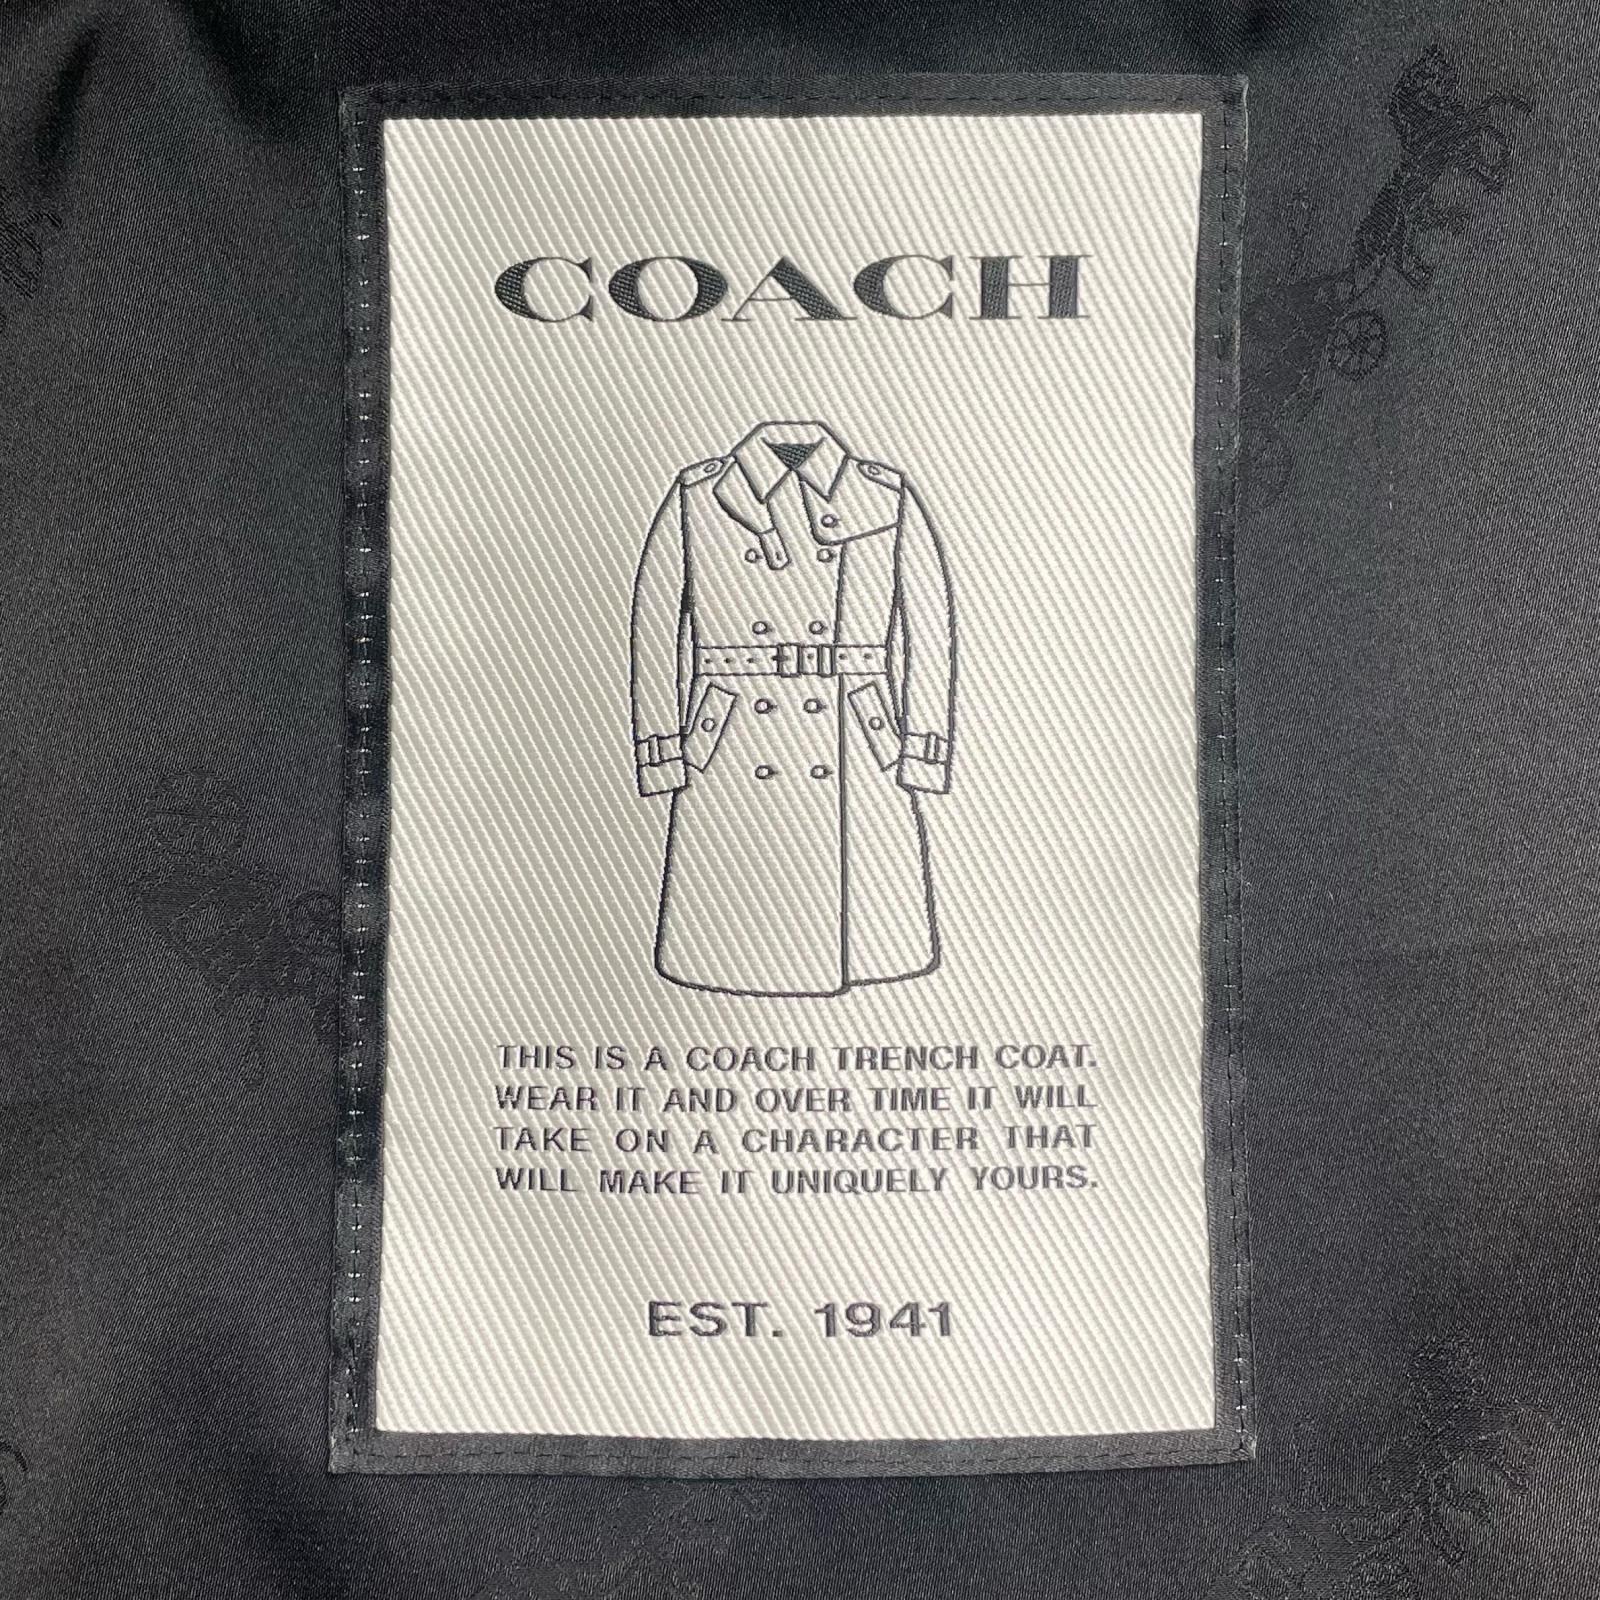 COACH
THIS IS A COACH TRENCH COAT.
WEAR IT AND OVER TIME IT WILL
TAKE ON A CHARACTER THAT
WILL MAKE IT UNIQUELY YOURS.
EST. 1941